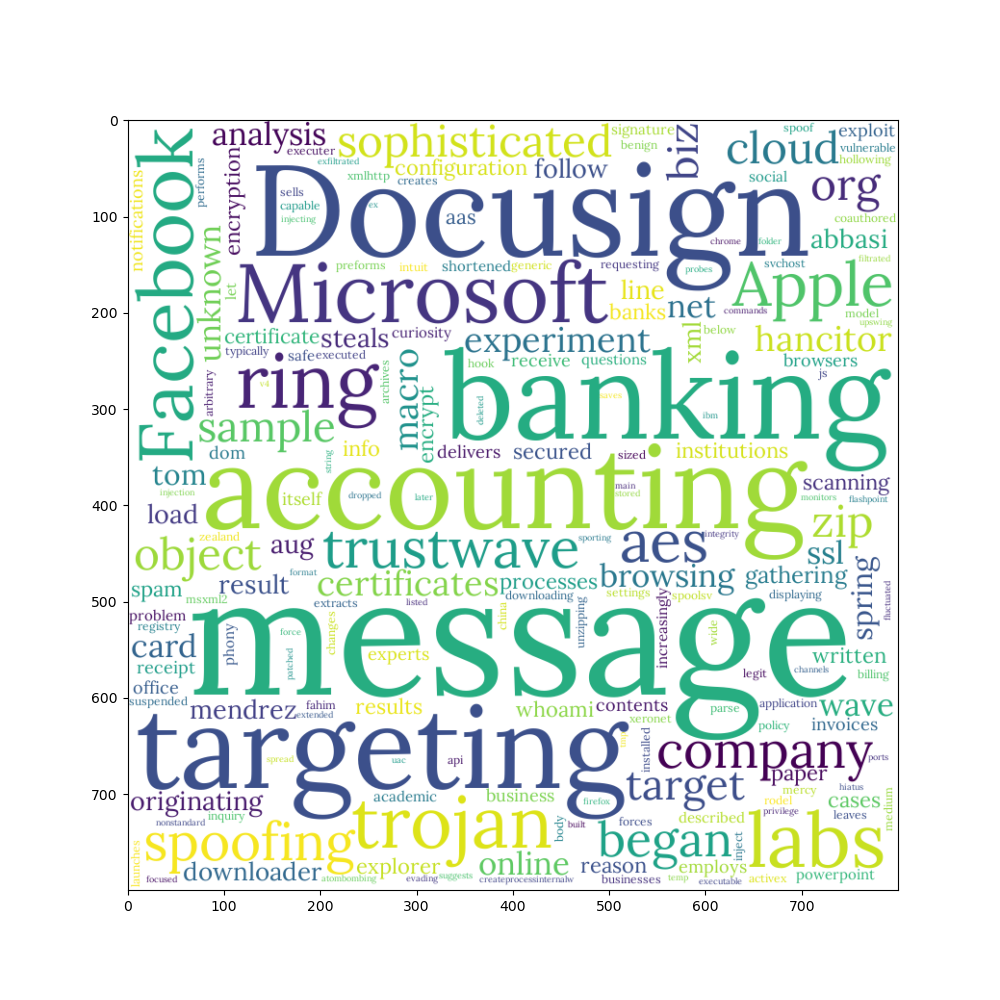 analysis
sophisticated
signature
benign
biz
spoof
exploit
cloud
vulnerable
hollowing
executer
exfiltrated
xmlhttp
configuration
creates
follow
social
org
Facebook
notifications
performs
encryption
sells
capable
injecting
ex
aas
Docusign
chrome
folder
coauthored
abbasi
filtrated
unknown
let
preforms
intuit
shortened
generic
requesting
probes
svchost
Microsoft
line
banks
net
commands
Apple
model
upswing
certificate
steals
curiosity
experiment
xml
below
hancitor
typically
safe
executed
hook
receive
questions
browsers
js
arbitrary
ring
v4
archives
macro
encrypt
deleted
saves
ibm
banking
sample
dom
string
info
delivers
secured
sized
institutions
tom
injection
accounting
itself
dropped
later
main
stored
scanning
monitors
flashpoint
load
zealand
object
aug
trustwave
sporting
aes
integrity
zip
ssl
spam
result
format
certificates
processes
browsing
gathering
spring
fluctuated
msxml2
extracts
listed
downloading
settings
spoolsv
displaying
problem
registry
card
receipt
phony
force
patched
changes
experts
china
unzipping
increasingly
wide
legit
channels
written
billing
message
office
suspended
mendrez
fahim
extended
results
whoami
contents
xeronet
parse
application
policy
wave
invoices
targeting
spread
uac
api
installed
company
ports
originating
inquiry
nonstandard
academic
business
firefox
target
paper
mercy
rodel
privilege
hiatus
cases
leaves
medium
launches
spoofing
trojan
body
built
forces
began
described
inject
labs
focused
downloader
atombombing
explorer
evading
suggests
online
createprocessinternalw
reason
businesses
employs
temp
executable
activex
powerpoint
0
100
200
300
400
500
600
700
0 100 200 300 400 500 600 700